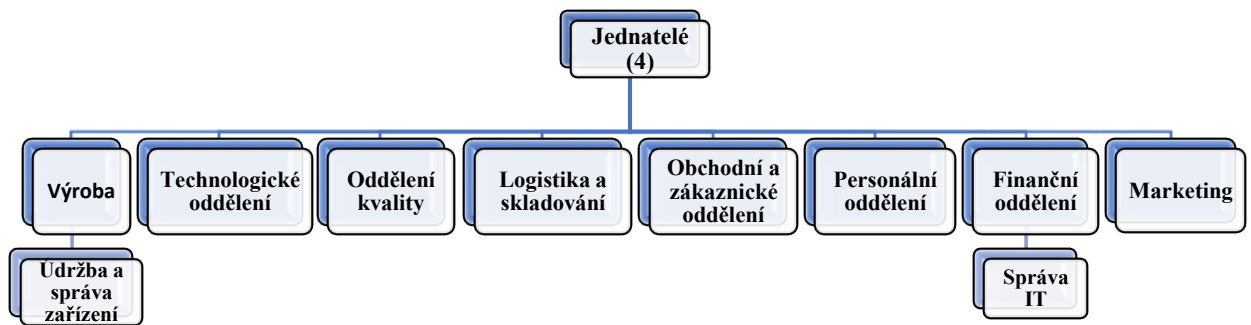 Jednatelé
(4)
Výroba
Technologické
oddělení
Oddělení
kvality
Logistika a
skladování
Obchodní a
zákaznické
oddělení
Personální
oddělení
Finanční
oddělení
Marketing
Údržba a
správa
zařízení
Správa
IT